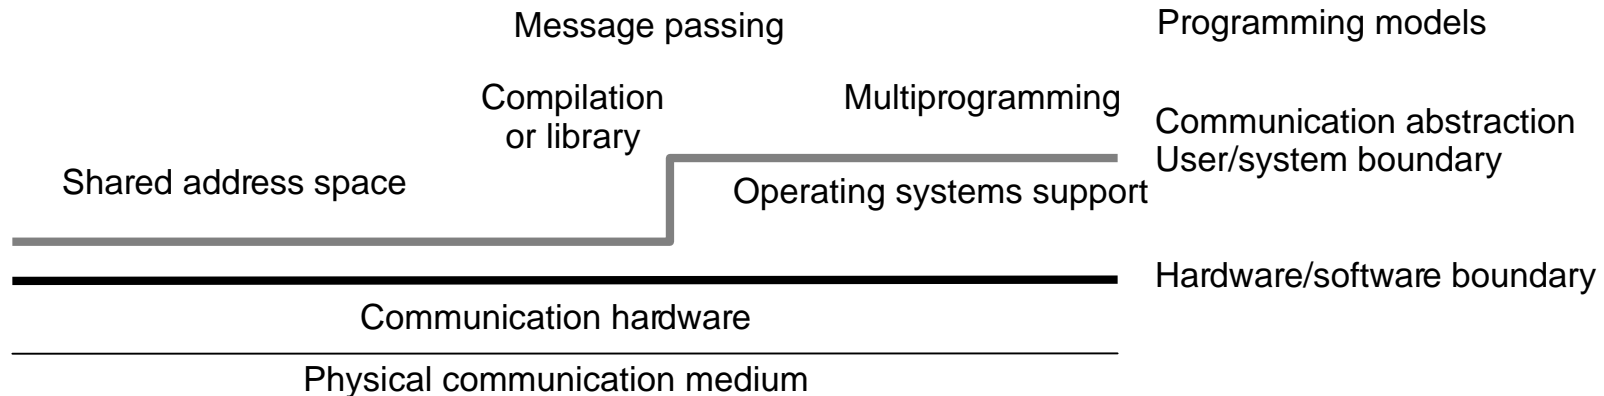 Message passing
Programming models
Compilation
or library
Multiprogramming
Communication abstraction
User/system boundary
Shared address space
Operating systems support
Hardware/software boundary
Communication hardware
Physical communication medium